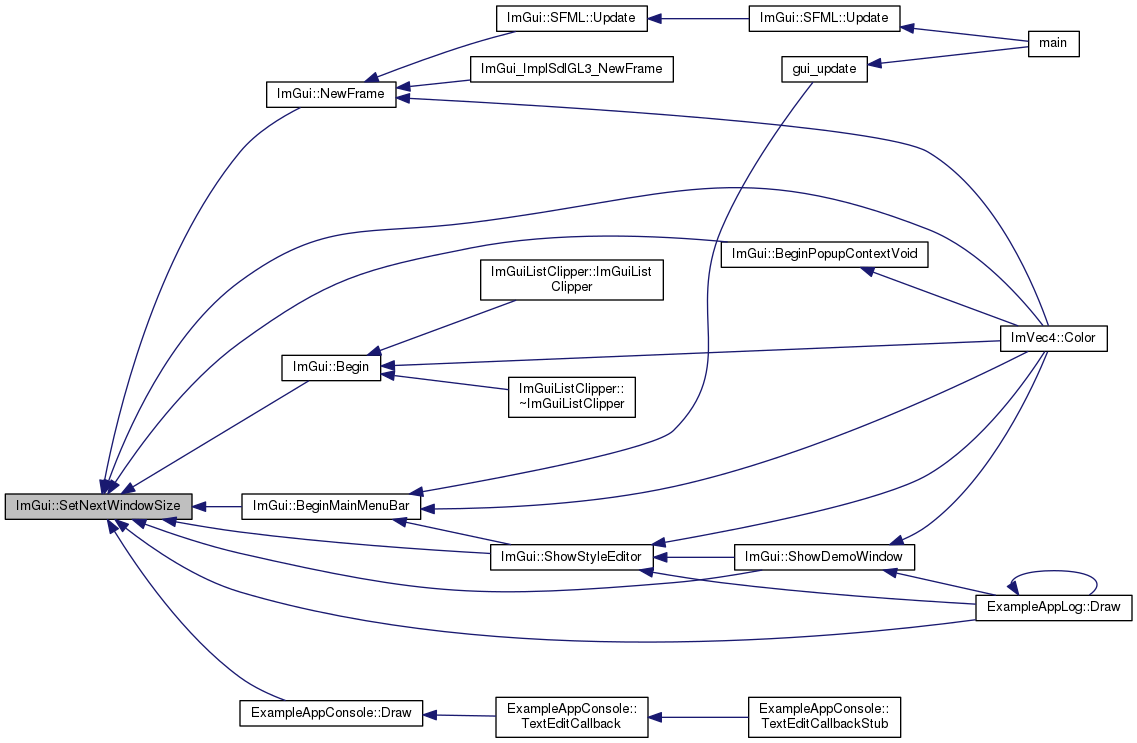 ImGui::SFML::Update
ImGui::SFML::Update
main
ImGui_ImplSdlGL3_NewFrame
gui_update
ImGui::NewFrame
ImGui::BeginPopupContextVoid
ImGuiListClipper::ImGuiList
Clipper
ImVec4::Color
ImGui::Begin
ImGuiListClipper::
~ImGuiListClipper
ImGui::SetNextWindowSize
ImGui::BeginMainMenuBar
ImGui::ShowStyleEditor
ImGui::ShowDemoWindow
ExampleAppLog::Draw
ExampleAppConsole::Draw
ExampleAppConsole::
TextEditCallback
ExampleAppConsole::
TextEditCallbackStub